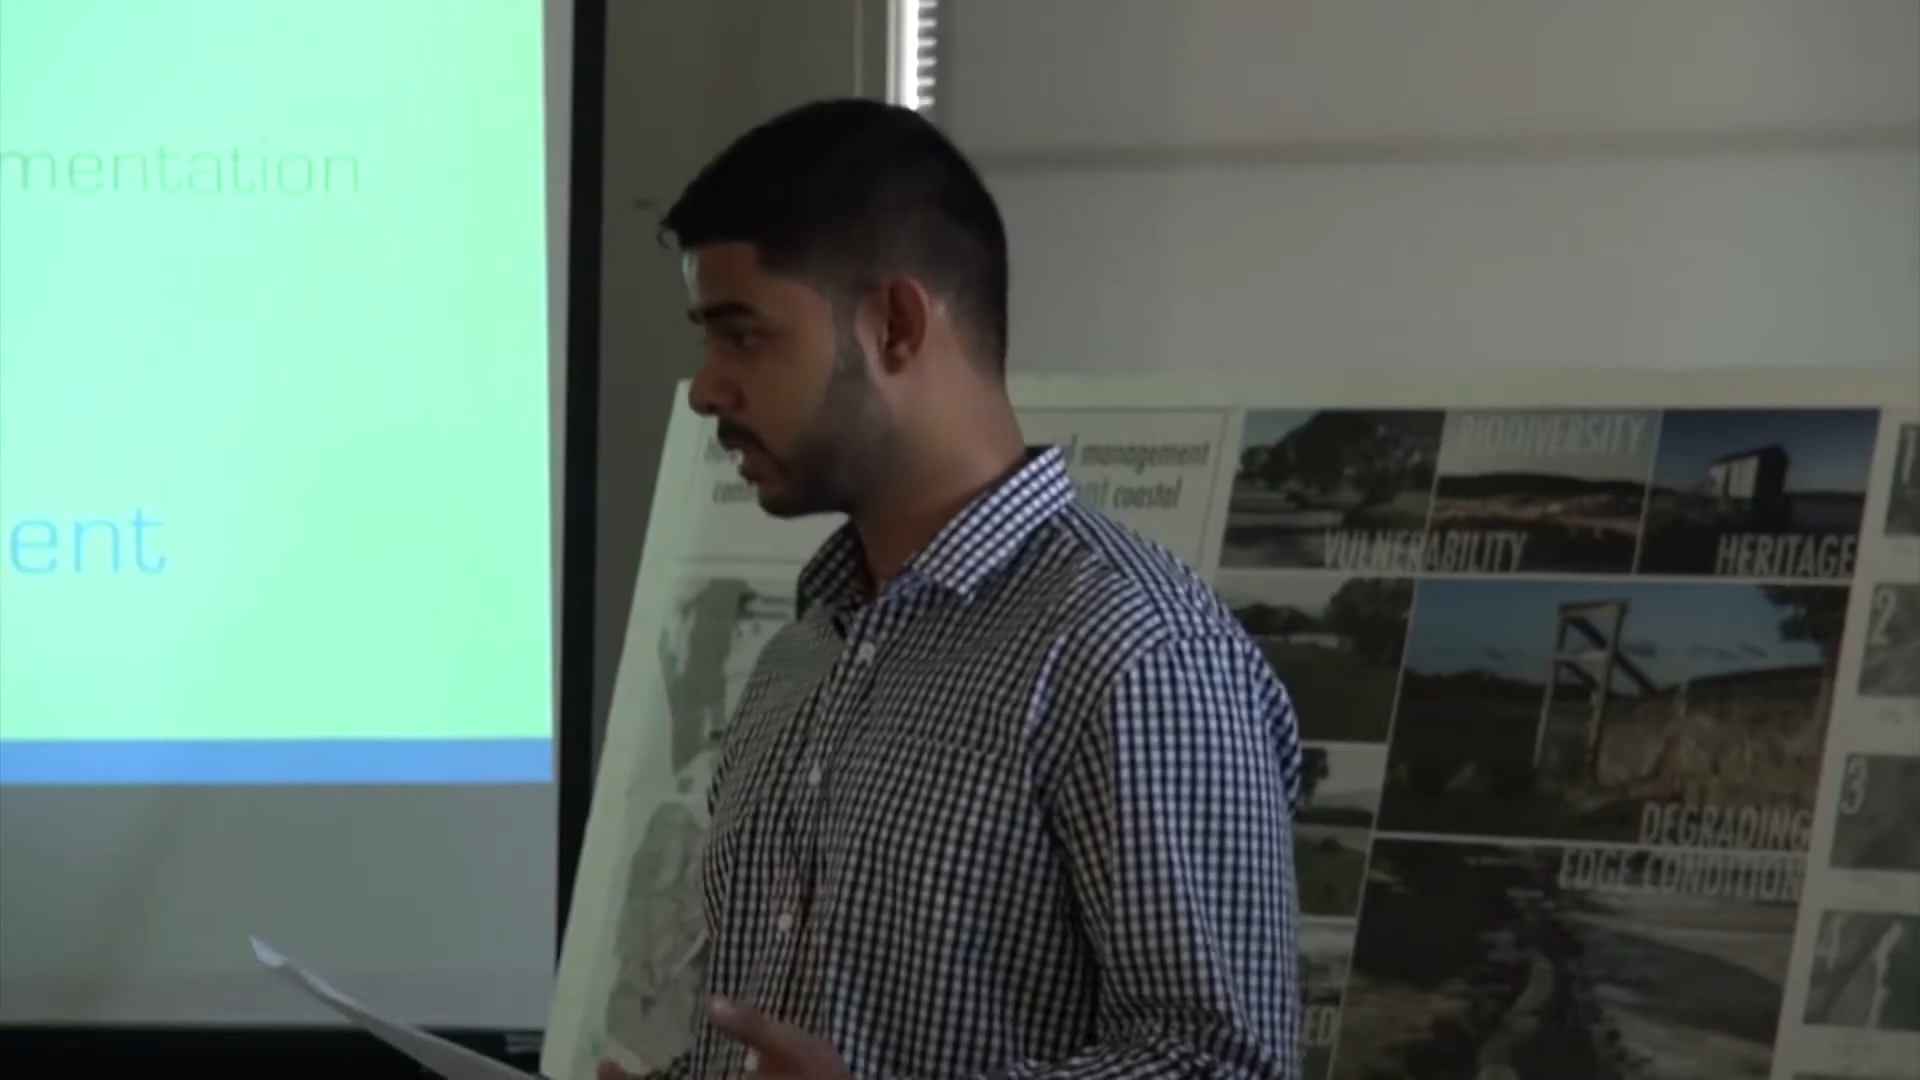 mentation
ent
management
coastal
BIODIVERSITY
VULNERABILITY
HERITAGE
DEGRADING
EDGE CONDITION
1
2
3
4